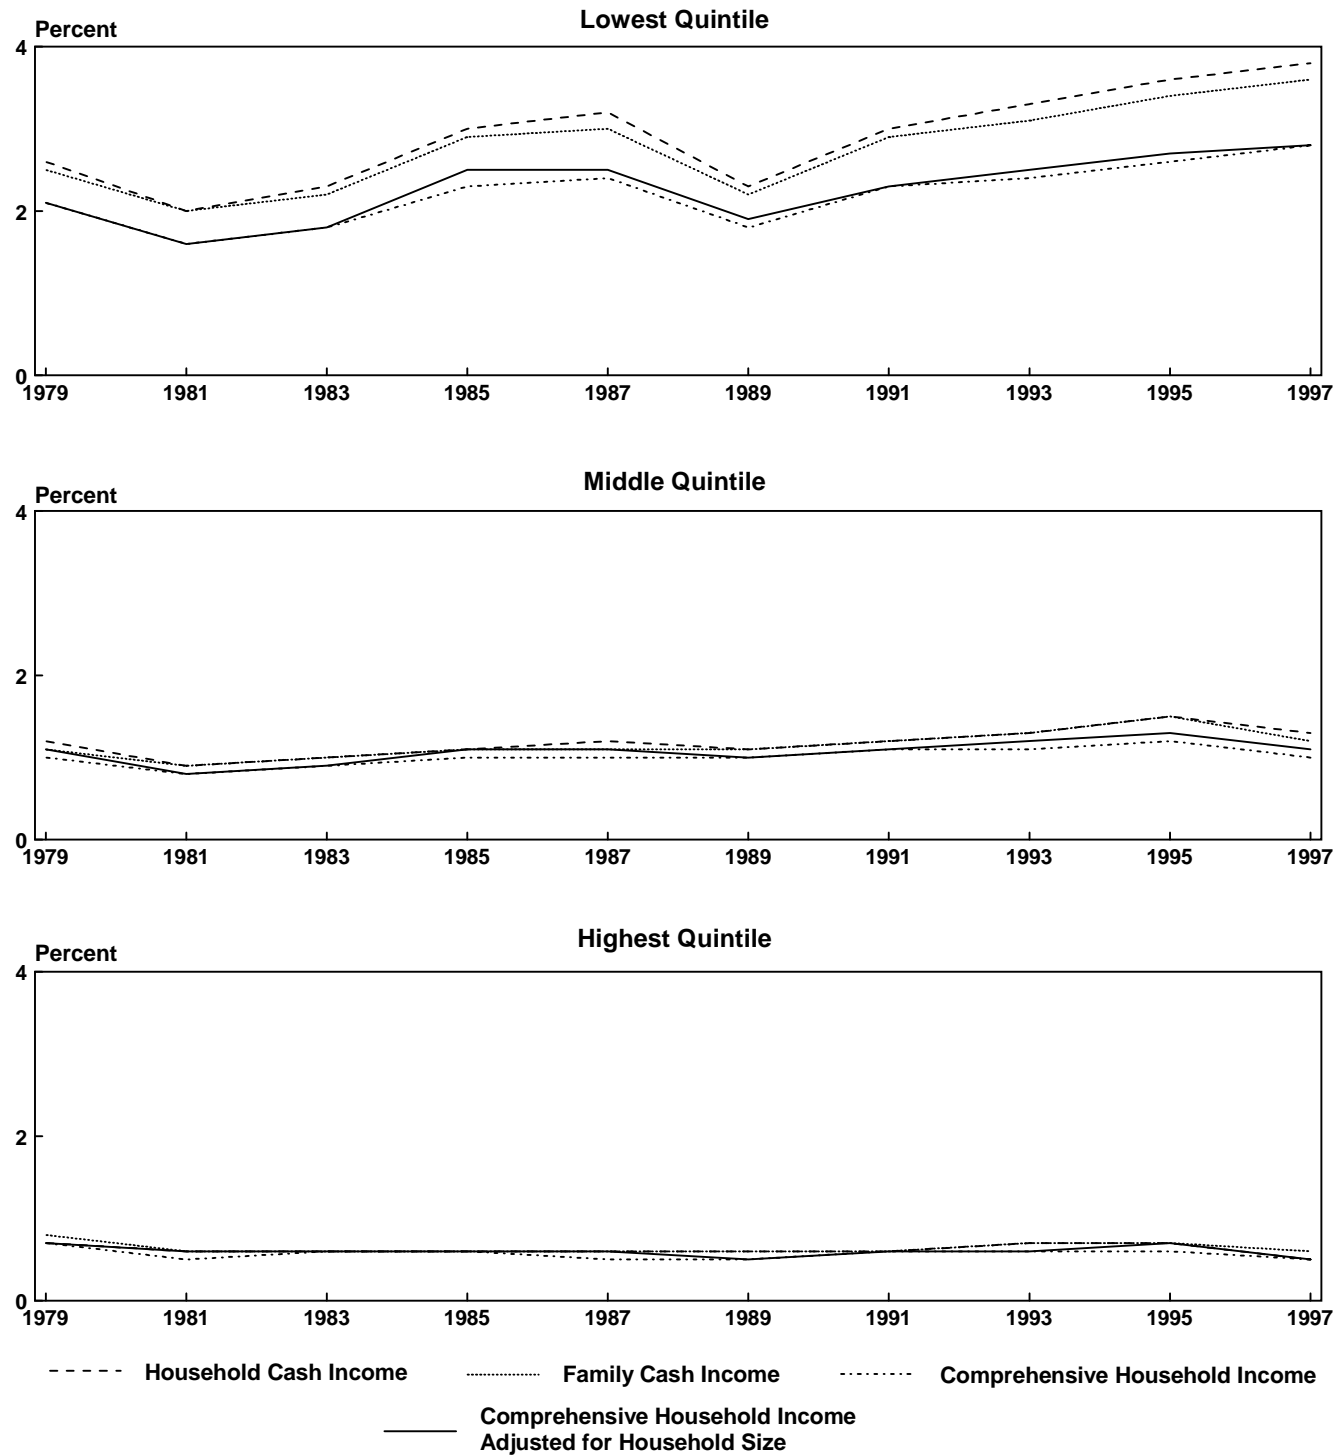 Lowest Quintile
Percent
4
2
0
1979 1981 1983 1985 1987 1989 1991 1993 1995 1997
Middle Quintile
Percent
4
2
0
1979 1981 1983 1985 1987 1989 1991 1993 1995 1997
Highest Quintile
Percent
4
2
0
1979 1981 1983 1985 1987 1989 1991 1993 1995 1997
Household Cash Income Family Cash Income Comprehensive Household Income
Comprehensive Household Income
Adjusted for Household Size